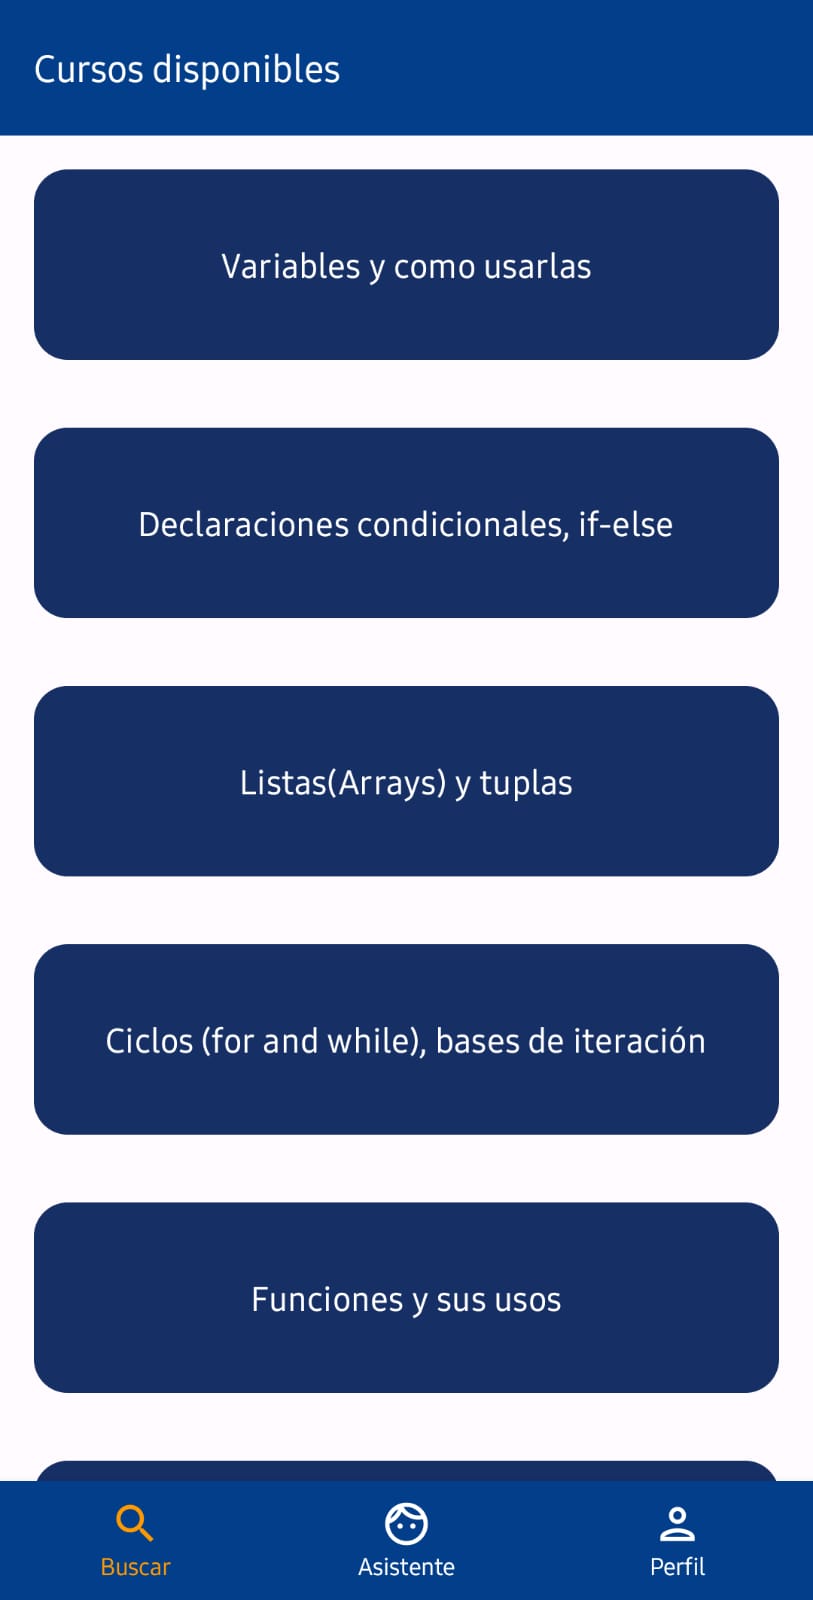 Cursos disponibles
Variables y como usarlas
Declaraciones condicionales, if-else
Listas(Arrays) y tuplas
Ciclos (for and while), bases de iteración
Funciones y sus usos
Buscar
Asistente
Perfil